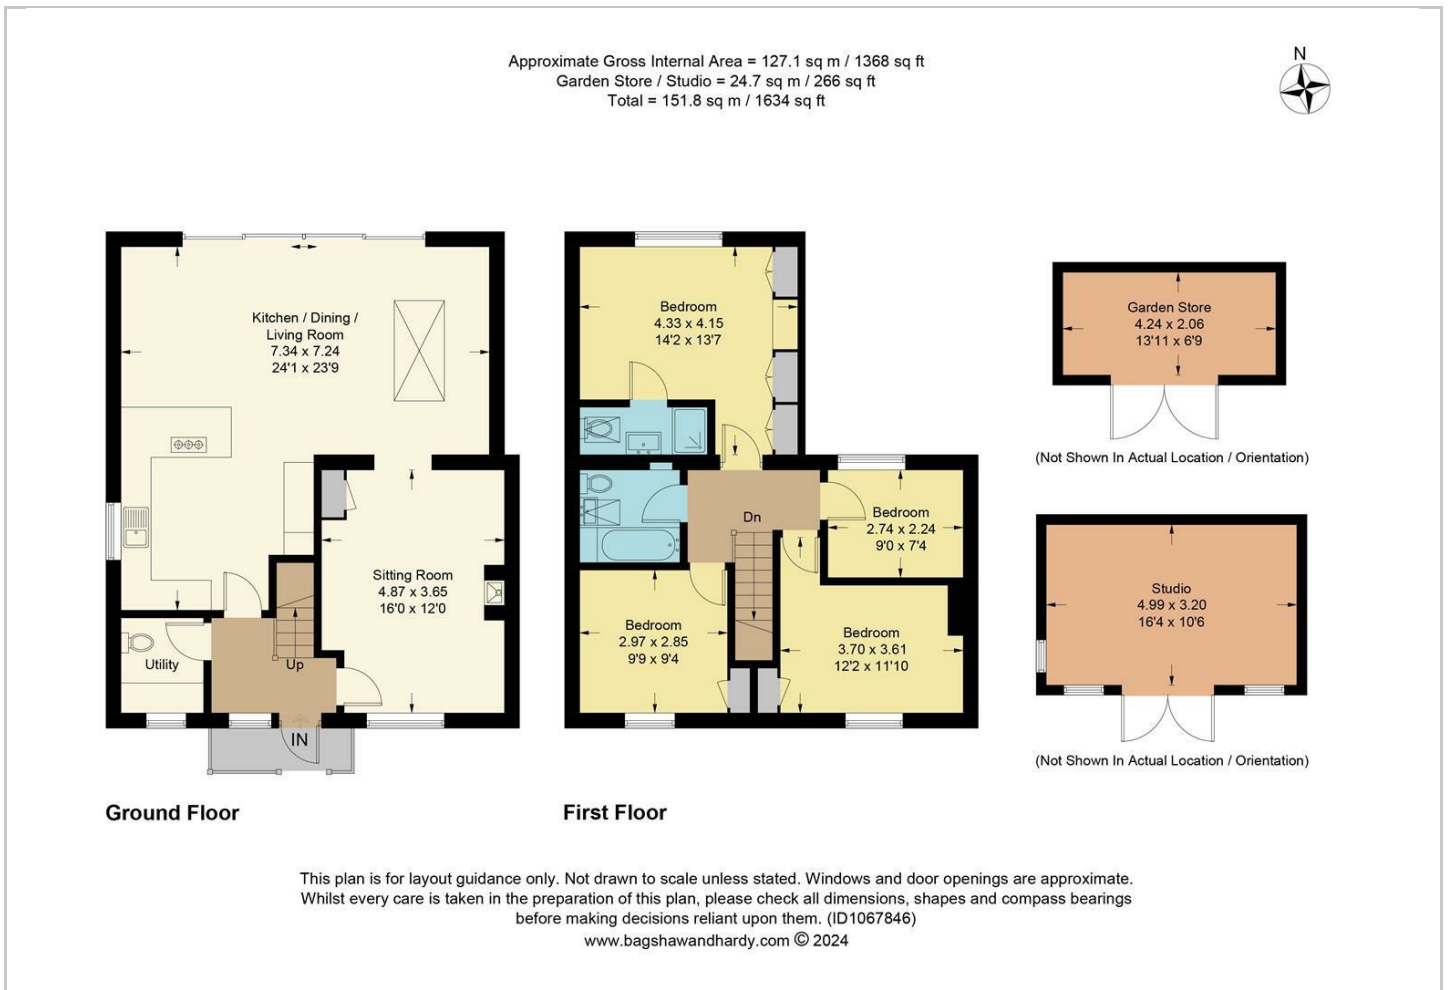 Approximate Gross Internal Area = 127.1 sq m / 1368 sq ft
Garden Store / Studio = 24.7 sq m / 266 sq ft
Total = 151.8 sq m / 1634 sq ft
N
Kitchen / Dining /
Living Room
7.34 x 7.24
24'1 x 23'9
Sitting Room
4.87 x 3.65
16'0 x 12'0
Utility
Up
IN
Ground Floor
Bedroom
4.33 x 4.15
14'2 x 13'7
Dn
Bedroom
2.74 x 2.24
9'0 x 7'4
Bedroom
2.97 x 2.85
9'9 x 9'4
Bedroom
3.70 x 3.61
12'2 x 11'10
First Floor
Garden Store
4.24 x 2.06
13'11 x 6'9
(Not Shown In Actual Location / Orientation)
Studio
4.99 x 3.20
16'4 x 10'6
(Not Shown In Actual Location / Orientation)
This plan is for layout guidance only. Not drawn to scale unless stated. Windows and door openings are approximate.
Whilst every care is taken in the preparation of this plan, please check all dimensions, shapes and compass bearings
before making decisions reliant upon them. (ID1067846)
www.bagshawandhardy.com © 2024